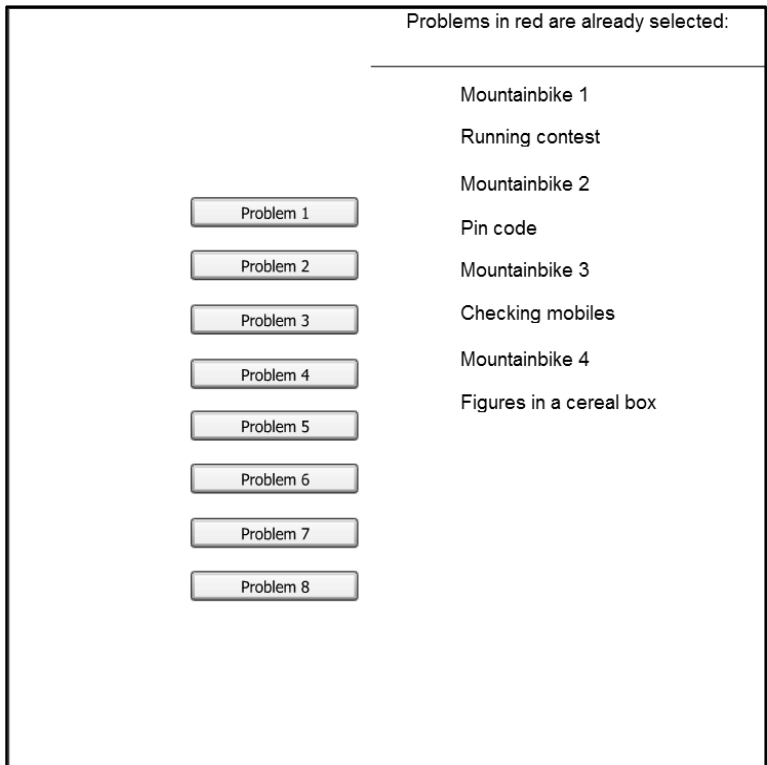 Problems in red are already selected:
Mountainbike 1
Running contest
Mountainbike 2
Pin code
Mountainbike 3
Checking mobiles
Mountainbike 4
Figures in a cereal box
Problem 1
Problem 2
Problem 3
Problem 4
Problem 5
Problem 6
Problem 7
Problem 8